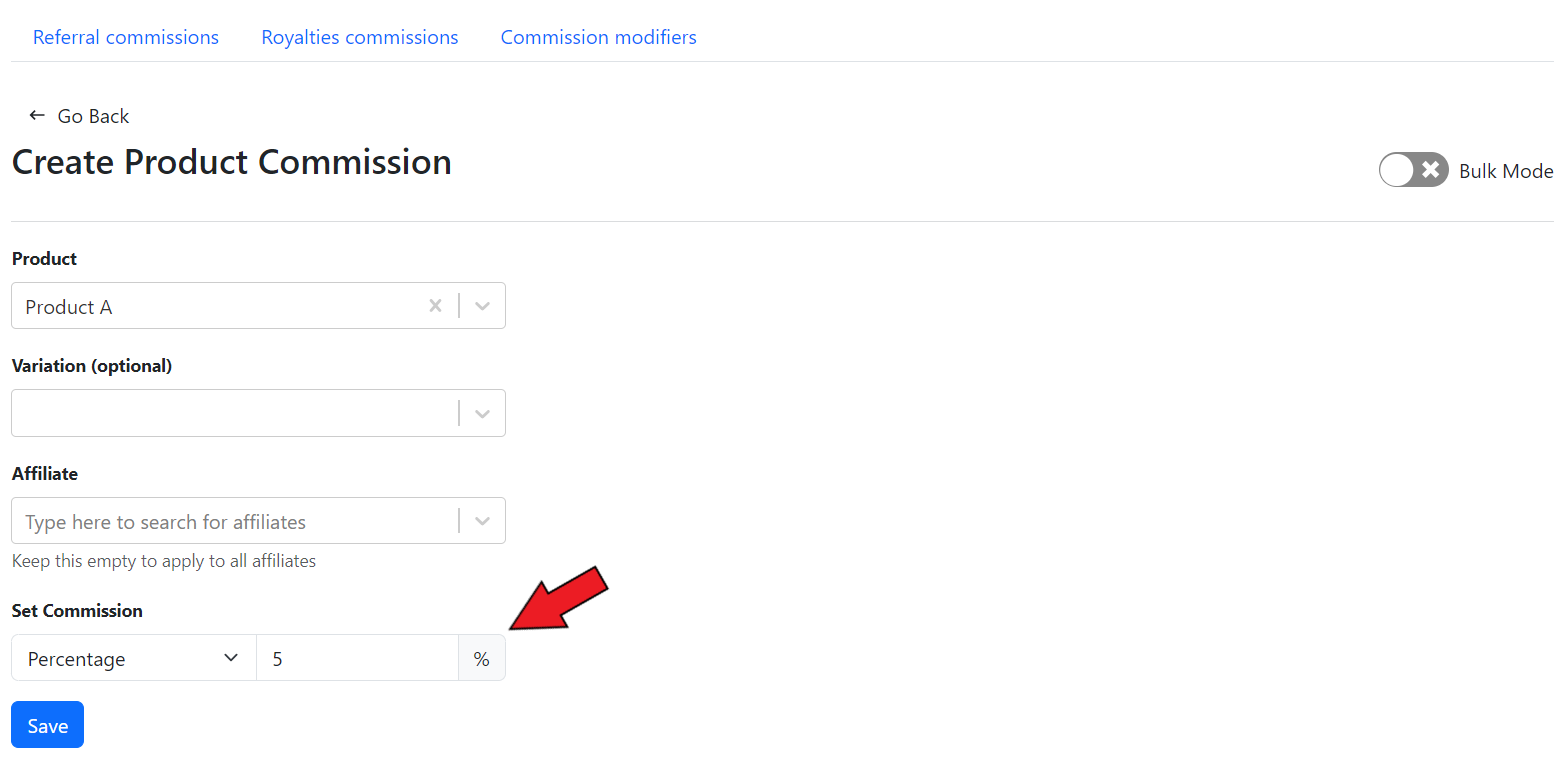 Referral commissions Royalties commissions Commission modifiers
← Go Back
Create Product Commission
Bulk Mode
Product
Product A
Variation (optional)
Affiliate
Type here to search for affiliates
Keep this empty to apply to all affiliates
Set Commission
Percentage 5 %
Save